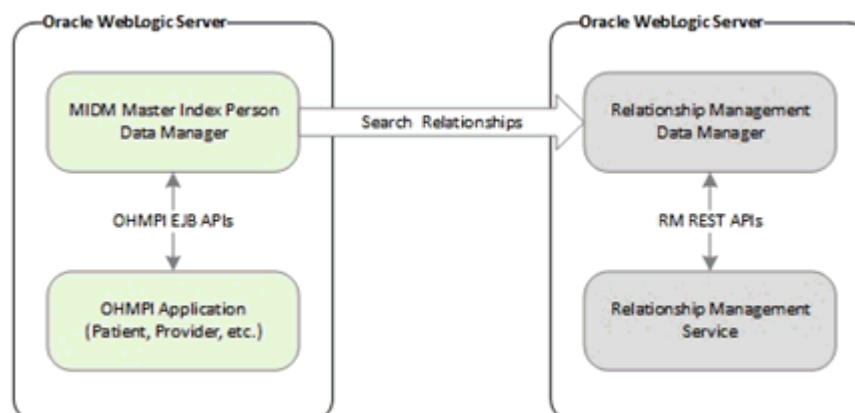 Oracle WebLogic Server
Oracle WebLogic Server
MIDM Master Index Person
Data Manager
Search Relationships
Relationship Management
Data Manager
OHMPI EJB APIs
RM REST APIs
OHMPI Application
(Patient, Provider, etc.)
Relationship Management
Service